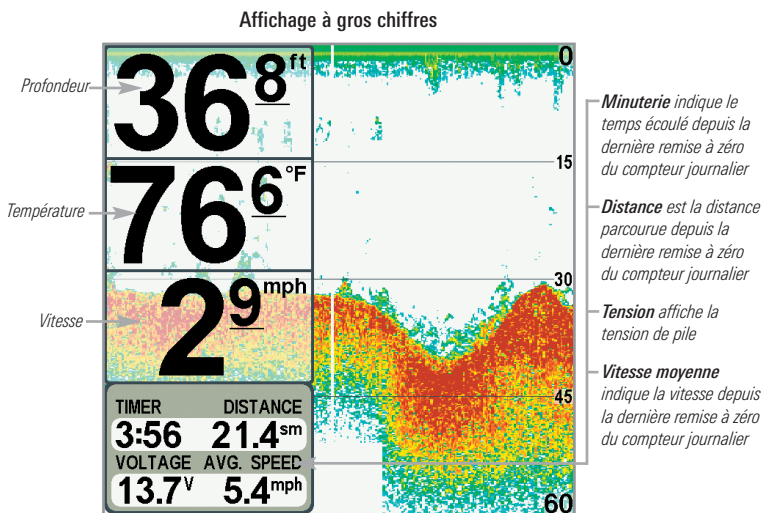 Affichage à gros chiffres
Profondeur
36 8 ft
Température
76 6 °F
Vitesse
2 9 mph
TIMER DISTANCE
3:56 21.4 sm
VOLTAGE AVG. SPEED
13.7 V 5.4 mph
0
15
30
45
60
Minuterie indique le
temps écoulé depuis la
dernière remise à zéro
du compteur journalier
Distance est la distance
parcourue depuis la
dernière remise à zéro
du compteur journalier
Tension affiche la
tension de pile
Vitesse moyenne
indique la vitesse depuis
la dernière remise à zéro
du compteur journalier